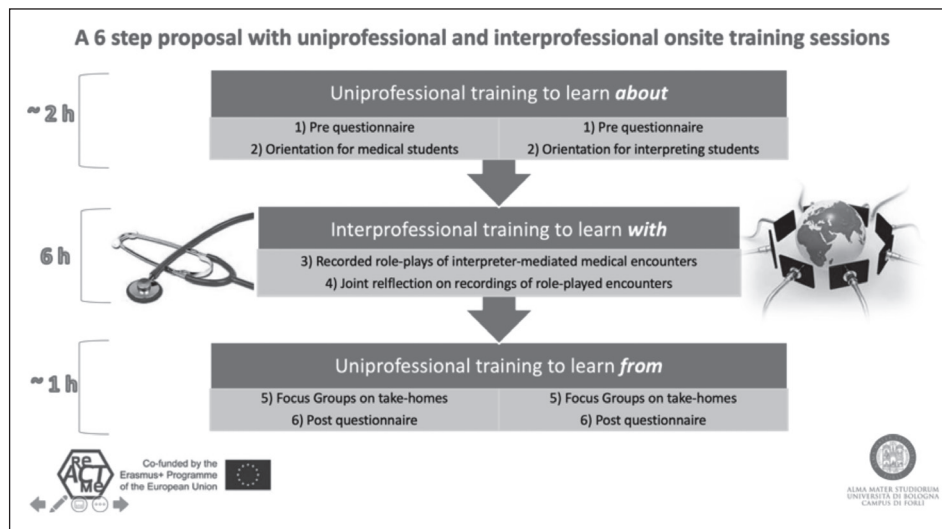 A 6 step proposal with uniprofessional and interprofessional onsite training sessions
~ 2 h
Uniprofessional training to learn about
1) Pre questionnaire
2) Orientation for medical students
1) Pre questionnaire
2) Orientation for interpreting students
6 h
Interprofessional training to learn with
3) Recorded role-plays of interpreter-mediated medical encounters
4) Joint relflection on recordings of role-played encounters
~ 1 h
Uniprofessional training to learn from
5) Focus Groups on take-homes
6) Post questionnaire
5) Focus Groups on take-homes
6) Post questionnaire
Re
ACT
Me
Co-funded by the
Erasmus+ Programme
of the European Union
ALMA MATER STUDIORUM
UNIVERSITÀ DI BOLOGNA
CAMPUS DI FORLÌ